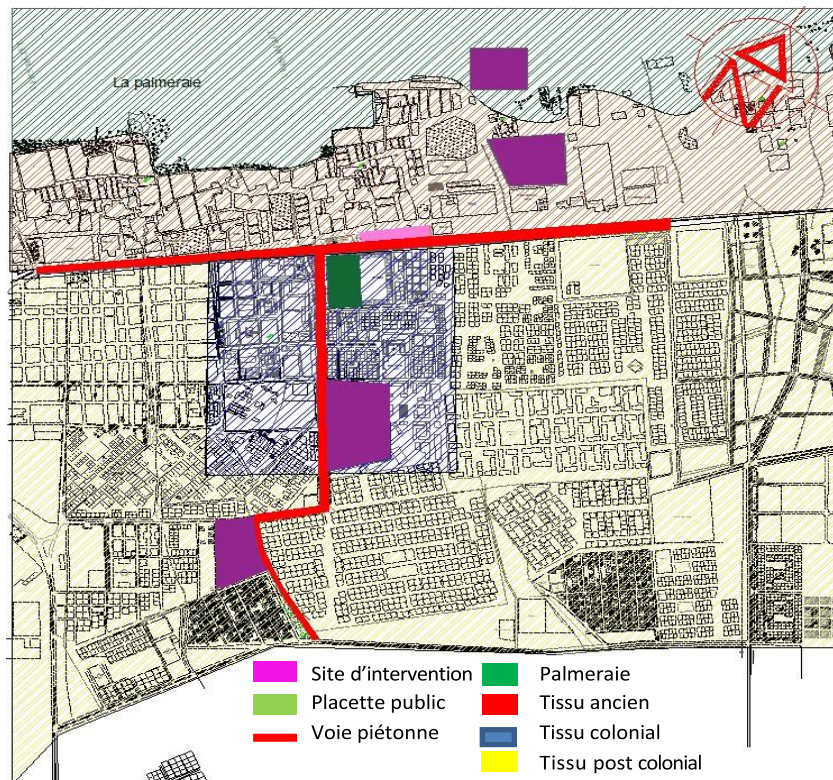 La palmeraie
Site d'intervention
Placette public
Voie piétonne
Palmeraie
Tissu ancien
Tissu colonial
Tissu post colonial